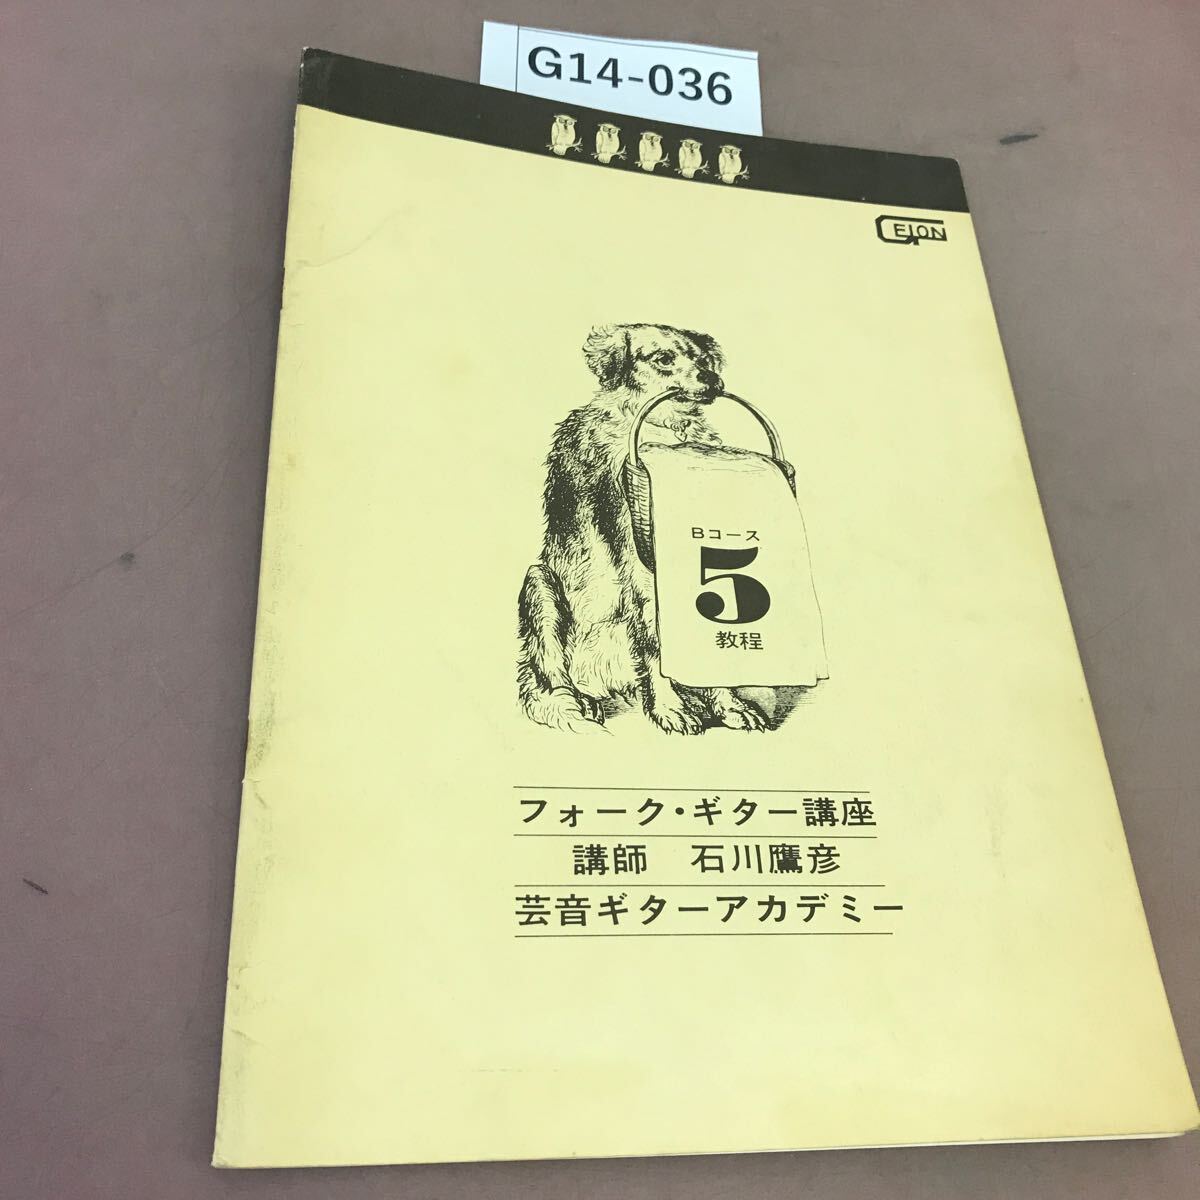 G14-036
GEION
Bコース
5
教程
フォーク・ギター講座
講師　石川鷹彦
芸音ギターアカデミー